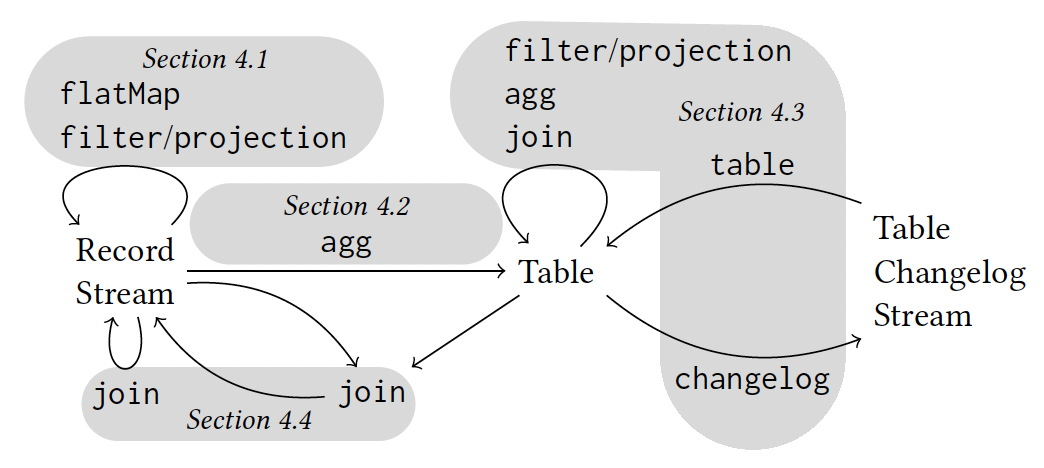 Section 4.1
flatMap
filter/projection
filter/projection
agg
join
Section 4.3
table
Section 4.2
agg
Record
Stream
Table
Table
Changelog
Stream
join
join
Section 4.4
changelog